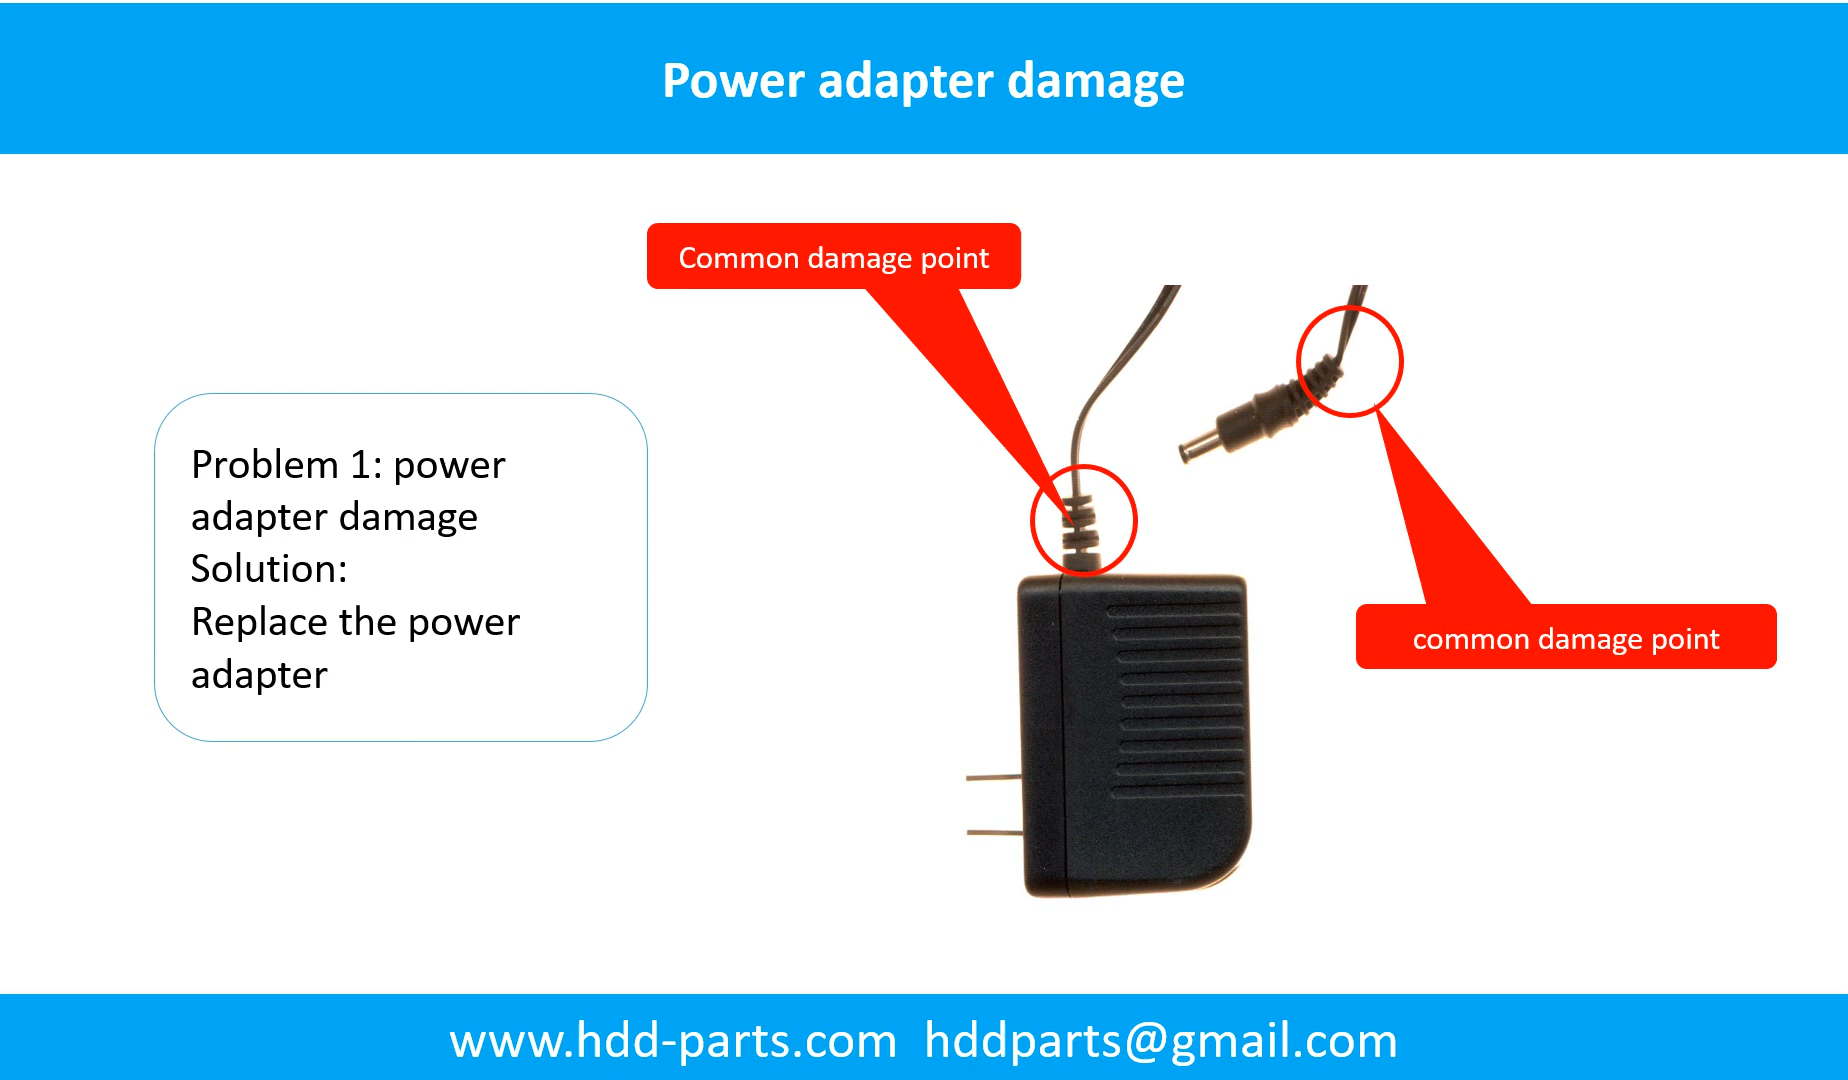 Power adapter damage
Common damage point
Problem 1: power
adapter damage
Solution:
Replace the power
adapter
common damage point
www.hdd-parts.com hddparts@gmail.com